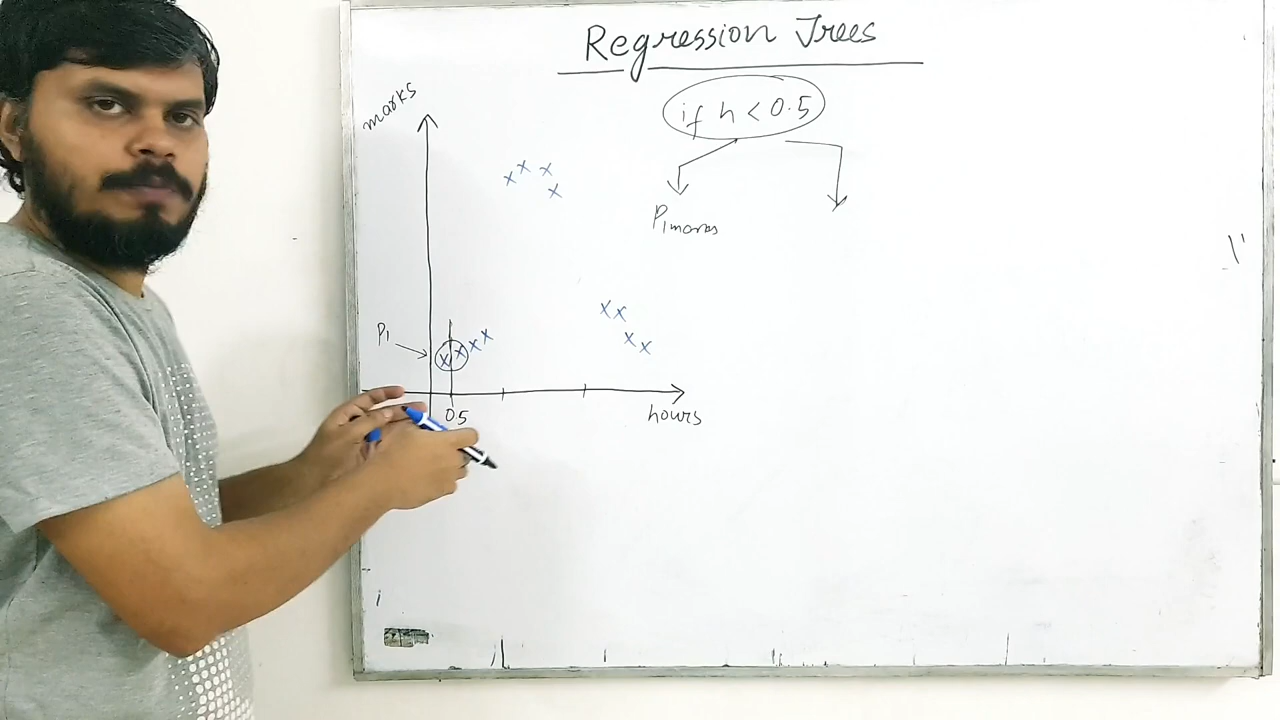 Regression Trees
if h < 0.5
P1 marks
marks
x x x x
P1
x x x x
x x x x
0.5
hours